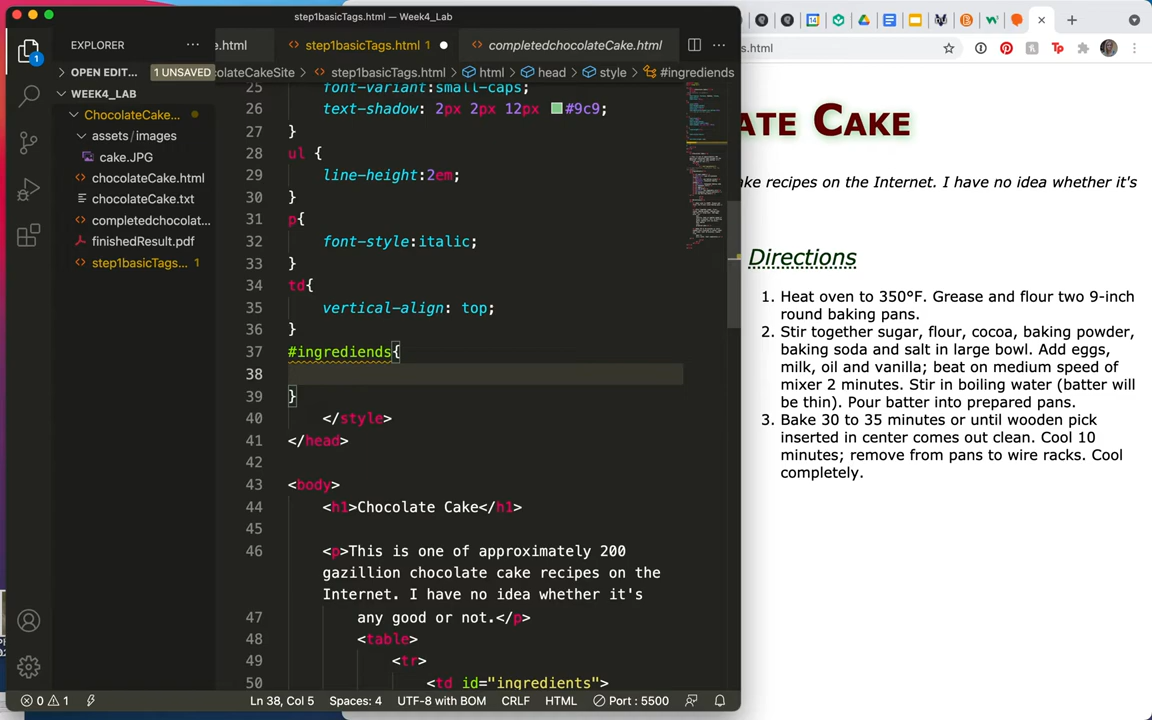 step1basicTags.html — Week4_Lab
EXPLORER
e.html
step1basicTags.html 1
completedchocolateCake.html
OPEN EDIT...
1 UNSAVED
olateCakeSite > step1basicTags.html > html > head > style > #ingrediends
WEEK4_LAB
ChocolateCake...
assets/images
cake.JPG
chocolateCake.html
chocolateCake.txt
completedchocolat...
finishedResult.pdf
step1basicTags... 1
25 font-variant:small-caps;
26 text-shadow: 2px 2px 12px #9c9;
27 }
28 ul {
29 line-height:2em;
30 }
31 p{
32 font-style:italic;
33 }
34 td{
35 vertical-align: top;
36 }
37 #ingrediends{
38
39 }
40 </style>
41 </head>
42
43 <body>
44 <h1>Chocolate Cake</h1>
45
46 <p>This is one of approximately 200
gazillion chocolate cake recipes on the
Internet. I have no idea whether it's
47 any good or not.</p>
48 <table>
49 <tr>
50 <td id="ingredients">
0 1
Ln 38, Col 5
Spaces: 4
UTF-8 with BOM
CRLF
HTML
Port : 5500
s.html
ATE CAKE
ke recipes on the Internet. I have no idea whether it's
Directions
1. Heat oven to 350°F. Grease and flour two 9-inch
round baking pans.
2. Stir together sugar, flour, cocoa, baking powder,
baking soda and salt in large bowl. Add eggs,
milk, oil and vanilla; beat on medium speed of
mixer 2 minutes. Stir in boiling water (batter will
be thin). Pour batter into prepared pans.
3. Bake 30 to 35 minutes or until wooden pick
inserted in center comes out clean. Cool 10
minutes; remove from pans to wire racks. Cool
completely.